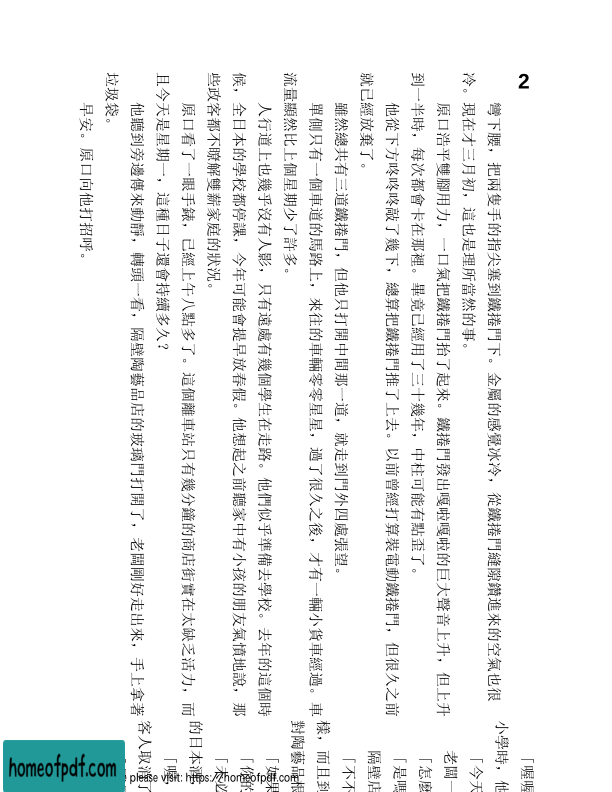 2
彎下腰，把兩隻手的指尖塞到鐵捲門下。金屬的感覺冰冷，從鐵捲門縫隙鑽進來的空氣也很
冷。現在才三月初，這也是理所當然的事。
原口浩平雙腳用力，一口氣把鐵捲門抬了起來。鐵捲門發出嘎啦嘎啦的巨大聲音上升，但上升
到一半時，每次都會卡在那裡。畢竟已經用了三十幾年，中柱可能有點歪了。
他從下方咚咚咚敲了幾下，總算把鐵捲門推了上去。以前曾經打算裝電動鐵捲門，但很久之前
就已經放棄了。
雖然總共有三道鐵捲門，但他只打開中間那一道，就走到門外四處張望。
單側只有一個車道的馬路上，來往的車輛零零星星，過了很久之後，才有一輛小貨車經過。車
流量顯然比上個星期少了許多。
人行道上也幾乎沒有人影，只有遠處有幾個學生在走路。他們似乎準備去學校。去年的這個時
候，全日本的學校都停課，今年可能會提早放春假。他想起之前聽家中有小孩的朋友氣憤地說，那
些政客都不瞭解雙薪家庭的狀況。
原口看了一眼手錶，已經上午八點多了。這個離車站只有幾分鐘的商店街實在太缺乏活力，而
且今天是星期一，這種日子還會持續多久？
他聽到旁邊傳來動靜，轉頭一看，隔壁陶藝品店的玻璃門打開了，老闆剛好走出來，手上拿著
垃圾袋。
早安。原口向他打招呼。
「喔喔
小學時，他
「今天
老闆一
「怎麼
「是嗎
隔壁店
「不不
樣，而且到
對陶藝品很
「如果
「你的
「未必
的日本酒
「喔
客人取消了
please visit: https://homeofpdf.com
homeofpdf.com